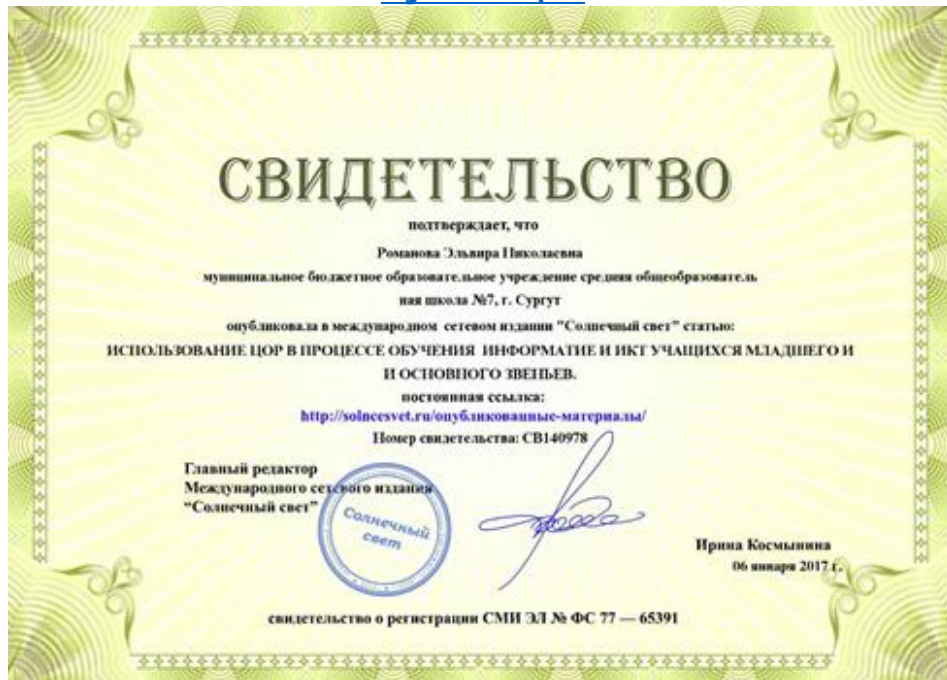 СВИДЕТЕЛЬСТВО
подтверждает, что
Романова Эльвира Николаевна
муниципальное бюджетное образовательное учреждение средняя общеобразователь
ная школа №7, г. Сургут
опубликовала в международном сетевом издании "Солнечный свет" статью:
ИСПОЛЬЗОВАНИЕ ЦОР В ПРОЦЕССЕ ОБУЧЕНИЯ ИНФОРМАТИЕ И ИКТ УЧАЩИХСЯ МЛАДШЕГО И
И ОСНОВНОГО ЗВЕНЬЕВ.
постоянная ссылка:
http://solncesvet.ru/опубликованные-материалы/
Номер свидетельства: СВ140978
Главный редактор
Международного сетевого издания
“Солнечный свет”
Солнечный
свет
Ирина Космынина
06 января 2017 г.
свидетельство о регистрации СМИ ЭЛ № ФС 77 — 65391